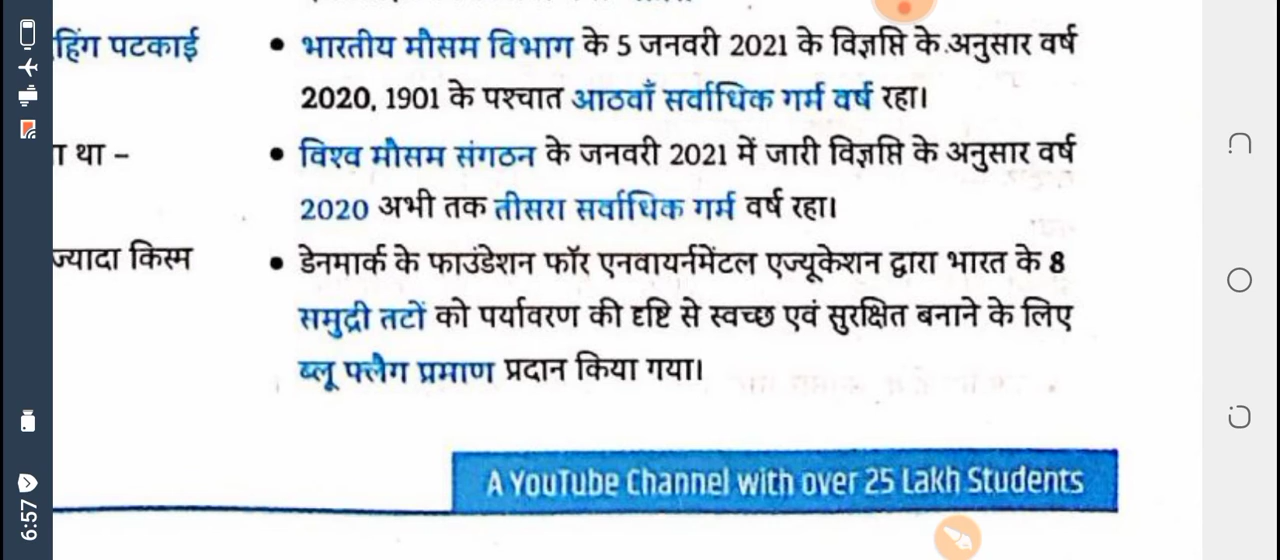 हिंग पटकाई
• भारतीय मौसम विभाग के 5 जनवरी 2021 के विज्ञप्ति के अनुसार वर्ष
2020, 1901 के पश्चात आठवाँ सर्वाधिक गर्म वर्ष रहा।
था –
• विश्व मौसम संगठन के जनवरी 2021 में जारी विज्ञप्ति के अनुसार वर्ष
2020 अभी तक तीसरा सर्वाधिक गर्म वर्ष रहा।
ज्यादा किस्म
• डेनमार्क के फाउंडेशन फॉर एनवायर्नमेंटल एज्यूकेशन द्वारा भारत के 8
समुद्री तटों को पर्यावरण की दृष्टि से स्वच्छ एवं सुरक्षित बनाने के लिए
ब्लू फ्लैग प्रमाण प्रदान किया गया।
A YouTube Channel with over 25 Lakh Students
6:57